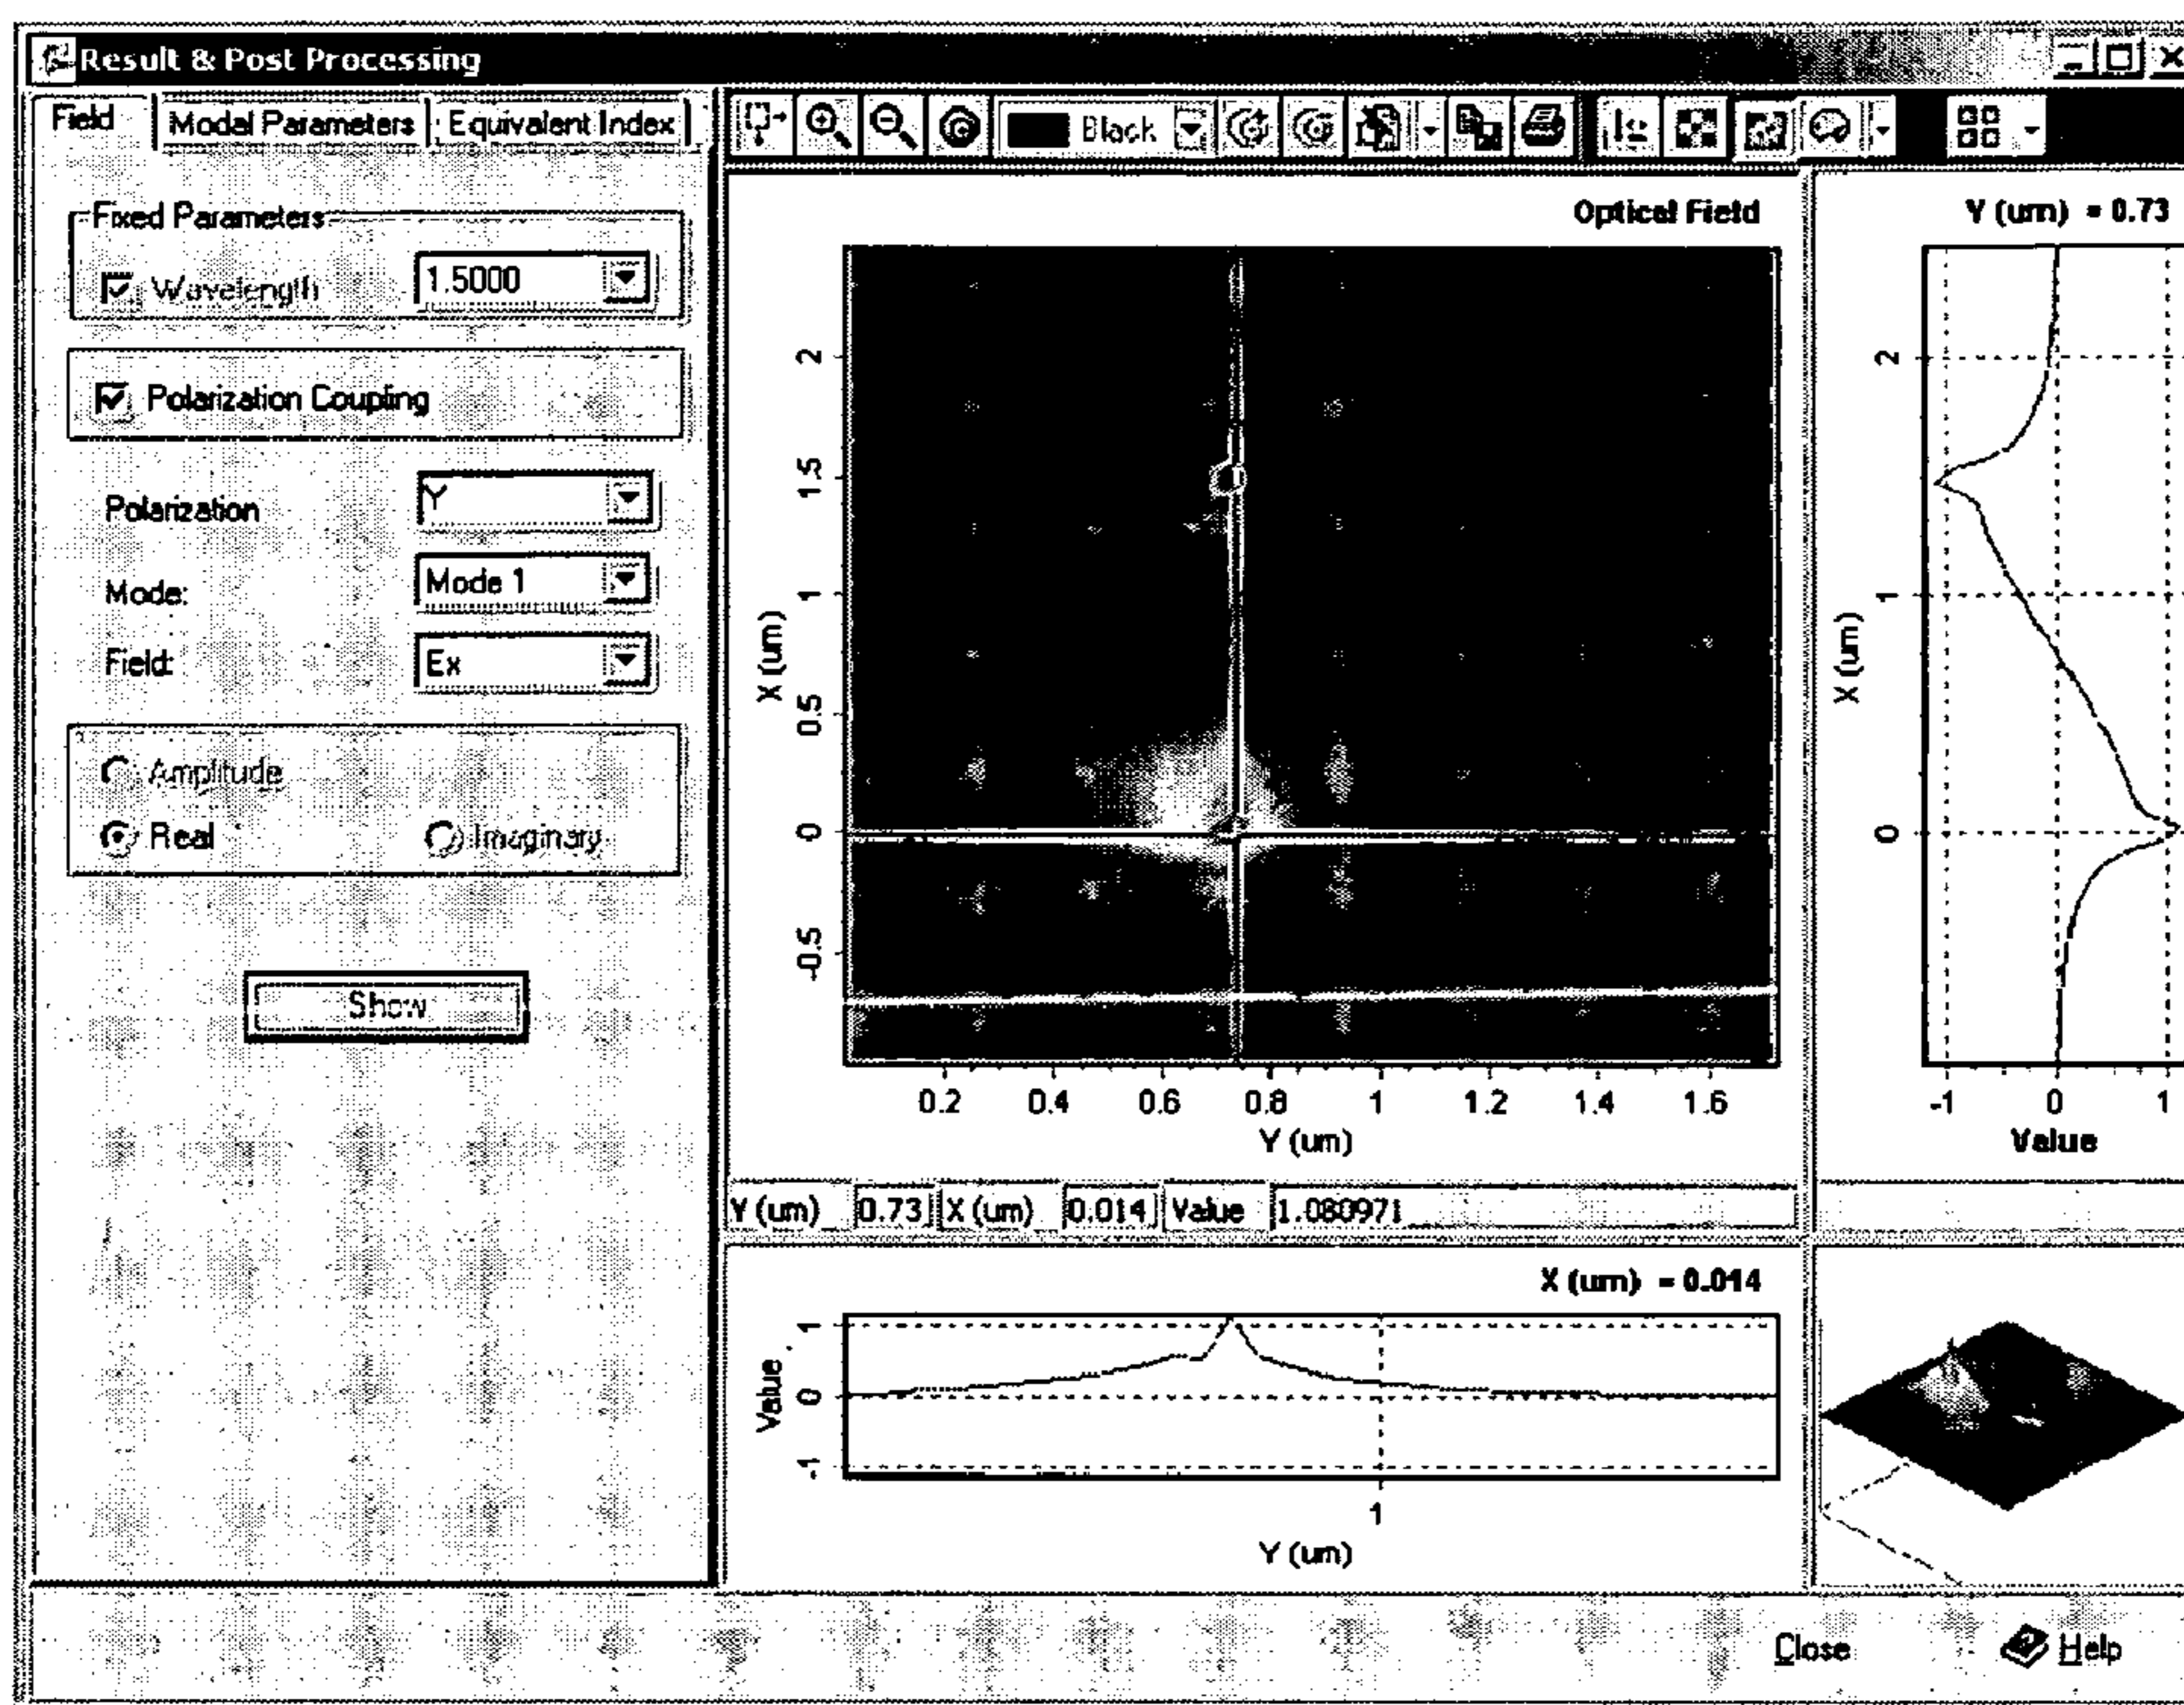 Result & Post Processing
Field Modal Parameters Equivalent Index
Black
Fixed Parameters
Wavelength 1.5000
Polarization Coupling
Polarization Y
Mode: Mode 1
Field: Ex
Amplitude
Real Imaginary
Show
Optical Field
X (um)
2
1.5
1
0.5
0
-0.5
0.2 0.4 0.6 0.8 1 1.2 1.4 1.6
Y (um)
Y (um) 0.73 X (um) 0.014 Value 1.080971
Y (um) = 0.73
X (um)
2
1
0
-1 0 1
Value
X (um) = 0.014
Value
1
0
-1
1
Y (um)
Close Help